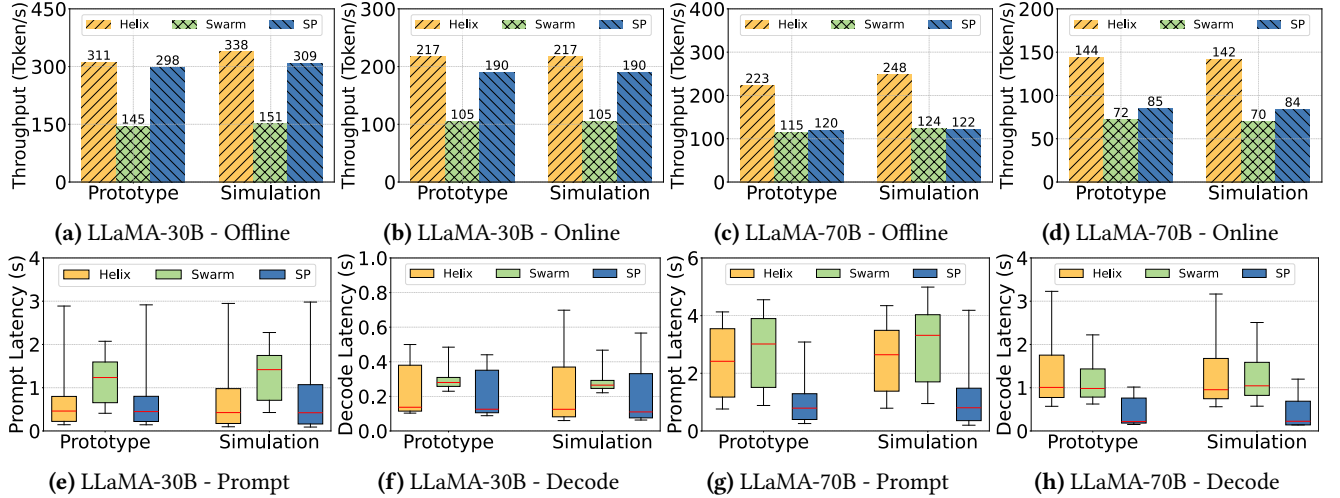 Throughput (Token/s)
450
300
150
0
Helix Swarm SP
311 145 298
338 151 309
Prototype Simulation
(a) LLaMA-30B - Offline
Throughput (Token/s)
300
200
100
0
Helix Swarm SP
217 105 190
217 105 190
Prototype Simulation
(b) LLaMA-30B - Online
Throughput (Token/s)
400
300
200
100
0
Helix Swarm SP
223 115 120
248 124 122
Prototype Simulation
(c) LLaMA-70B - Offline
Throughput (Token/s)
200
150
100
50
0
Helix Swarm SP
144 72 85
142 70 84
Prototype Simulation
(d) LLaMA-70B - Online
Prompt Latency (s)
4
3
2
1
0
Helix Swarm SP
Prototype Simulation
(e) LLaMA-30B - Prompt
Decode Latency (s)
1.0
0.8
0.6
0.4
0.2
0.0
Helix Swarm SP
Prototype Simulation
(f) LLaMA-30B - Decode
Prompt Latency (s)
6
4
2
0
Helix Swarm SP
Prototype Simulation
(g) LLaMA-70B - Prompt
Decode Latency (s)
4
3
2
1
0
Helix Swarm SP
Prototype Simulation
(h) LLaMA-70B - Decode